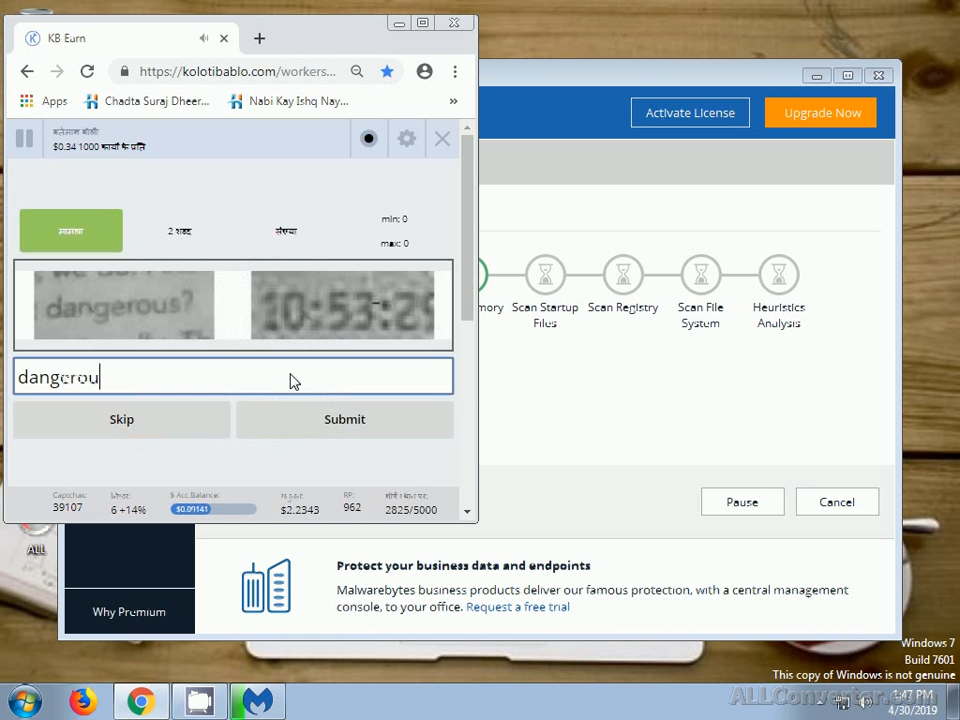 KB Earn
https://kolotibablo.com/workers...
Apps
Chadta Suraj Dheer...
Nabi Kay Ishq Nay...
»
$0.34 1000 कार्यों के प्रति
2 शब्द
संख्या
min: 0
max: 0
dangerous?
10:53:29
dangerou
Skip
Submit
Captchas:
39107
6 +14%
$ Acc.Balance:
$0.09141
$2.2343
RP:
962
2825/5000
Activate License
Upgrade Now
Scan Startup
Files
Scan Registry
Scan File
System
Heuristics
Analysis
Pause
Cancel
Protect your business data and endpoints
Malwarebytes business products deliver our famous protection, with a central management
console, to your office. Request a free trial
Why Premium
ALL
Windows 7
Build 7601
This copy of Windows is not genuine
ALLConverter.com
1:47 PM
4/30/2019